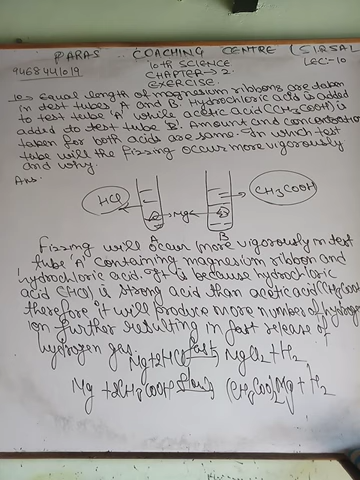 PARAS COACHING CENTRE (SIRSA)
9468441019 10th SCIENCE LEC:-10
CHAPTER→2.
EXERCISE.
10→ Equal length of magnesium ribbons are taken
in test tubes A and B. Hydrochloric acid is added
to test tube 'A' while acetic acid (CH3COOH) is
added to test tube 'B'. Amount and concentration
taken for both acids are same. In which test
tube will the fizzing occur more vigorously
and why.
Ans:
HCl Mg CH3COOH
A B
Fizzing will occur more vigorously in test
tube 'A' containing magnesium ribbon and
hydrochloric acid. It is because hydrochloric
acid (HCl) is strong acid than acetic acid (CH3COOH)
therefore it will produce more number of hydrogen
ion further resulting in fast release of
hydrogen gas.
Mg+2HCl fast→ MgCl2 + H2
Mg +2CH3COOH slow→ (CH3COO)2Mg + H2